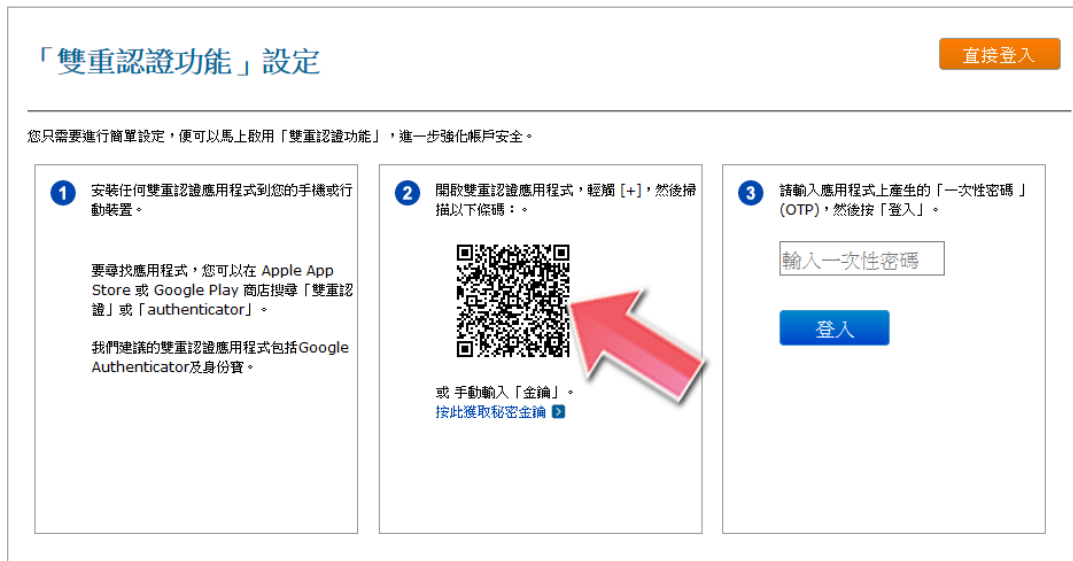 「雙重認證功能」設定
直接登入
您只需要進行簡單設定，便可以馬上啟用「雙重認證功能」，進一步強化帳戶安全。
1
安裝任何雙重認證應用程式到您的手機或行
動裝置。
要尋找應用程式，您可以在 Apple App
Store 或 Google Play 商店搜尋「雙重認
證」或「authenticator」。
我們建議的雙重認證應用程式包括Google
Authenticator及身份寶。
2
開啟雙重認證應用程式，輕觸 [+]，然後掃
描以下條碼：。
或 手動輸入「金鑰」。
按此獲取秘密金鑰
3
請輸入應用程式上產生的「一次性密碼 」
(OTP)，然後按「登入」。
輸入一次性密碼
登入